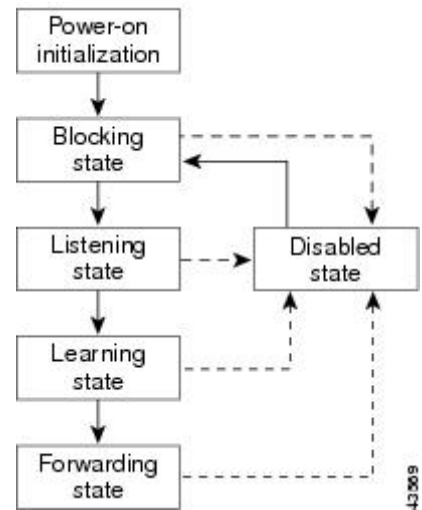 Power-on
initialization
Blocking
state
Listening
state
Disabled
state
Learning
state
Forwarding
state
43569